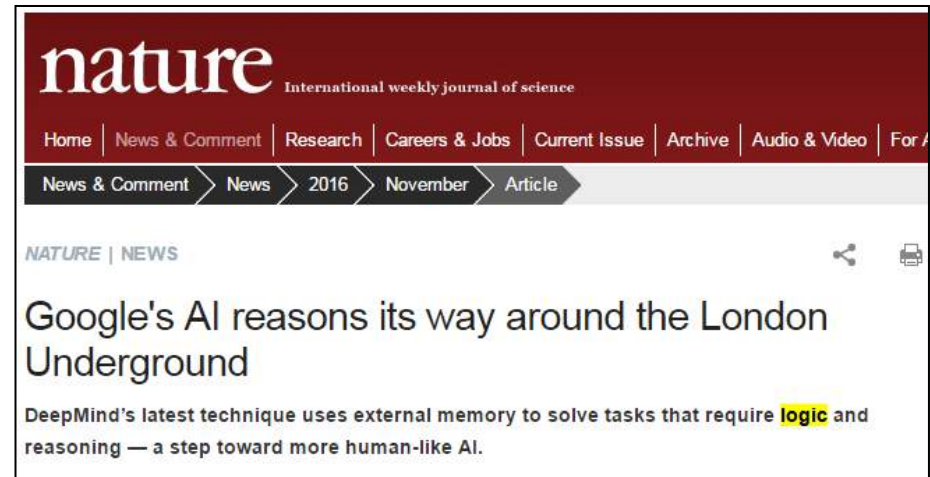 nature International weekly journal of science
Home News & Comment Research Careers & Jobs Current Issue Archive Audio & Video For
News & Comment News 2016 November Article
NATURE | NEWS
Google's AI reasons its way around the London
Underground
DeepMind's latest technique uses external memory to solve tasks that require logic and
reasoning — a step toward more human-like AI.